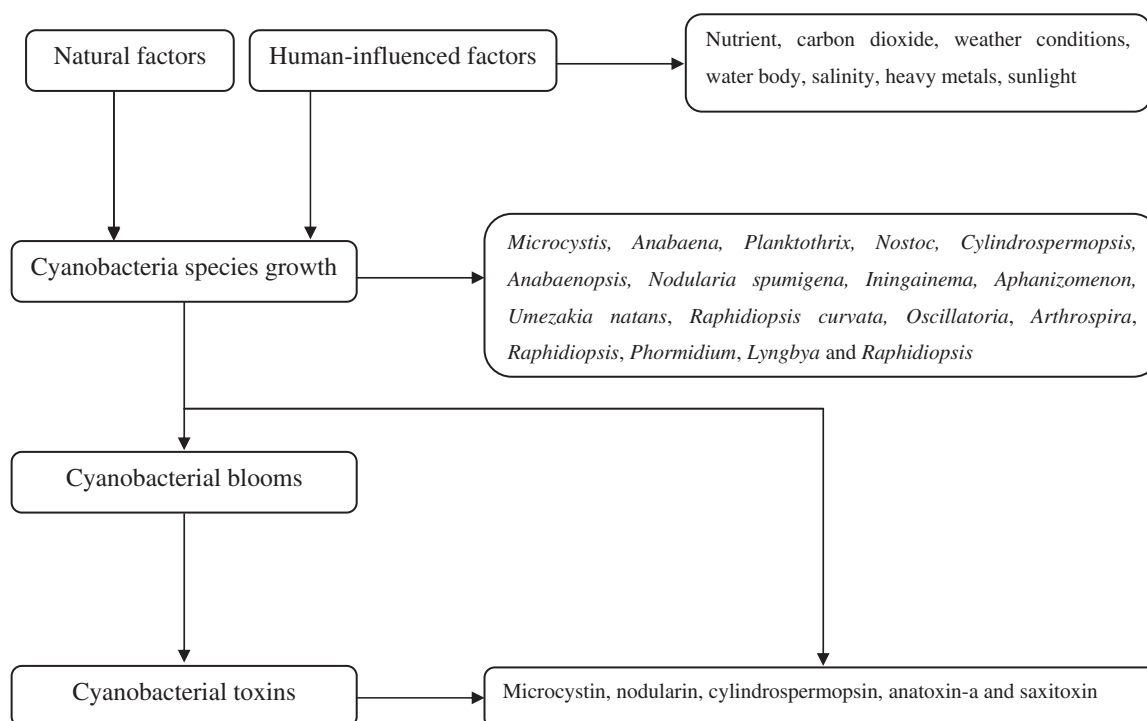 Natural factors
Human-influenced factors
Nutrient, carbon dioxide, weather conditions,
water body, salinity, heavy metals, sunlight
Cyanobacteria species growth
Microcystis, Anabaena, Planktothrix, Nostoc, Cylindrospermopsis,
Anabaenopsis, Nodularia spumigena, Iningainema, Aphanizomenon,
Umezakia natans, Raphidiopsis curvata, Oscillatoria, Arthrospira,
Raphidiopsis, Phormidium, Lyngbya and Raphidiopsis
Cyanobacterial blooms
Cyanobacterial toxins
Microcystin, nodularin, cylindrospermopsin, anatoxin-a and saxitoxin